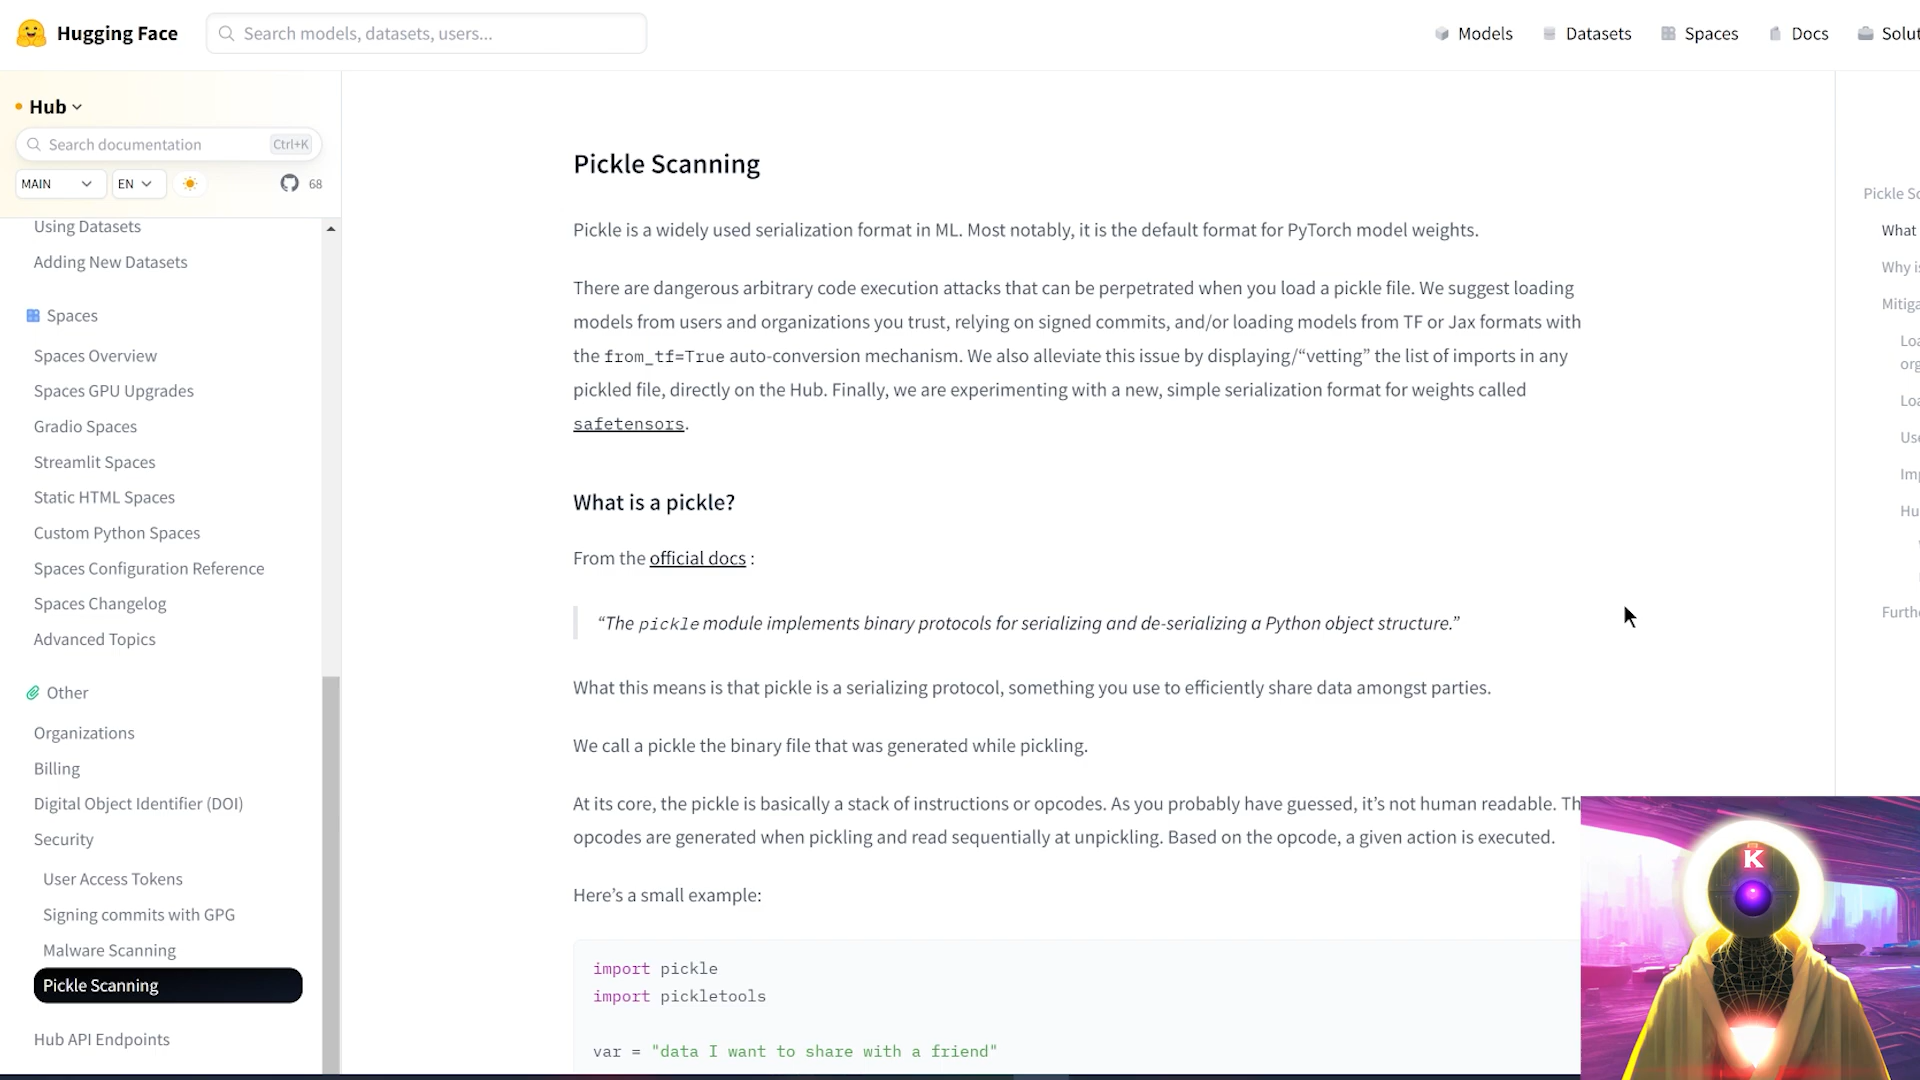 Hugging Face
Search models, datasets, users...
Models
Datasets
Spaces
Docs
Hub
Search documentation
Ctrl+K
MAIN
EN
68
Using Datasets
Adding New Datasets
Spaces
Spaces Overview
Spaces GPU Upgrades
Gradio Spaces
Streamlit Spaces
Static HTML Spaces
Custom Python Spaces
Spaces Configuration Reference
Spaces Changelog
Advanced Topics
Other
Organizations
Billing
Digital Object Identifier (DOI)
Security
User Access Tokens
Signing commits with GPG
Malware Scanning
Pickle Scanning
Hub API Endpoints
Pickle Scanning
Pickle is a widely used serialization format in ML. Most notably, it is the default format for PyTorch model weights.
There are dangerous arbitrary code execution attacks that can be perpetrated when you load a pickle file. We suggest loading
models from users and organizations you trust, relying on signed commits, and/or loading models from TF or Jax formats with
the from_tf=True auto-conversion mechanism. We also alleviate this issue by displaying/“vetting” the list of imports in any
pickled file, directly on the Hub. Finally, we are experimenting with a new, simple serialization format for weights called
safetensors.
What is a pickle?
From the official docs :
“The pickle module implements binary protocols for serializing and de-serializing a Python object structure.”
What this means is that pickle is a serializing protocol, something you use to efficiently share data amongst parties.
We call a pickle the binary file that was generated while pickling.
At its core, the pickle is basically a stack of instructions or opcodes. As you probably have guessed, it’s not human readable. Th
opcodes are generated when pickling and read sequentially at unpickling. Based on the opcode, a given action is executed.
Here’s a small example:
import pickle
import pickletools
var = "data I want to share with a friend"
Pickle
What
Why
K